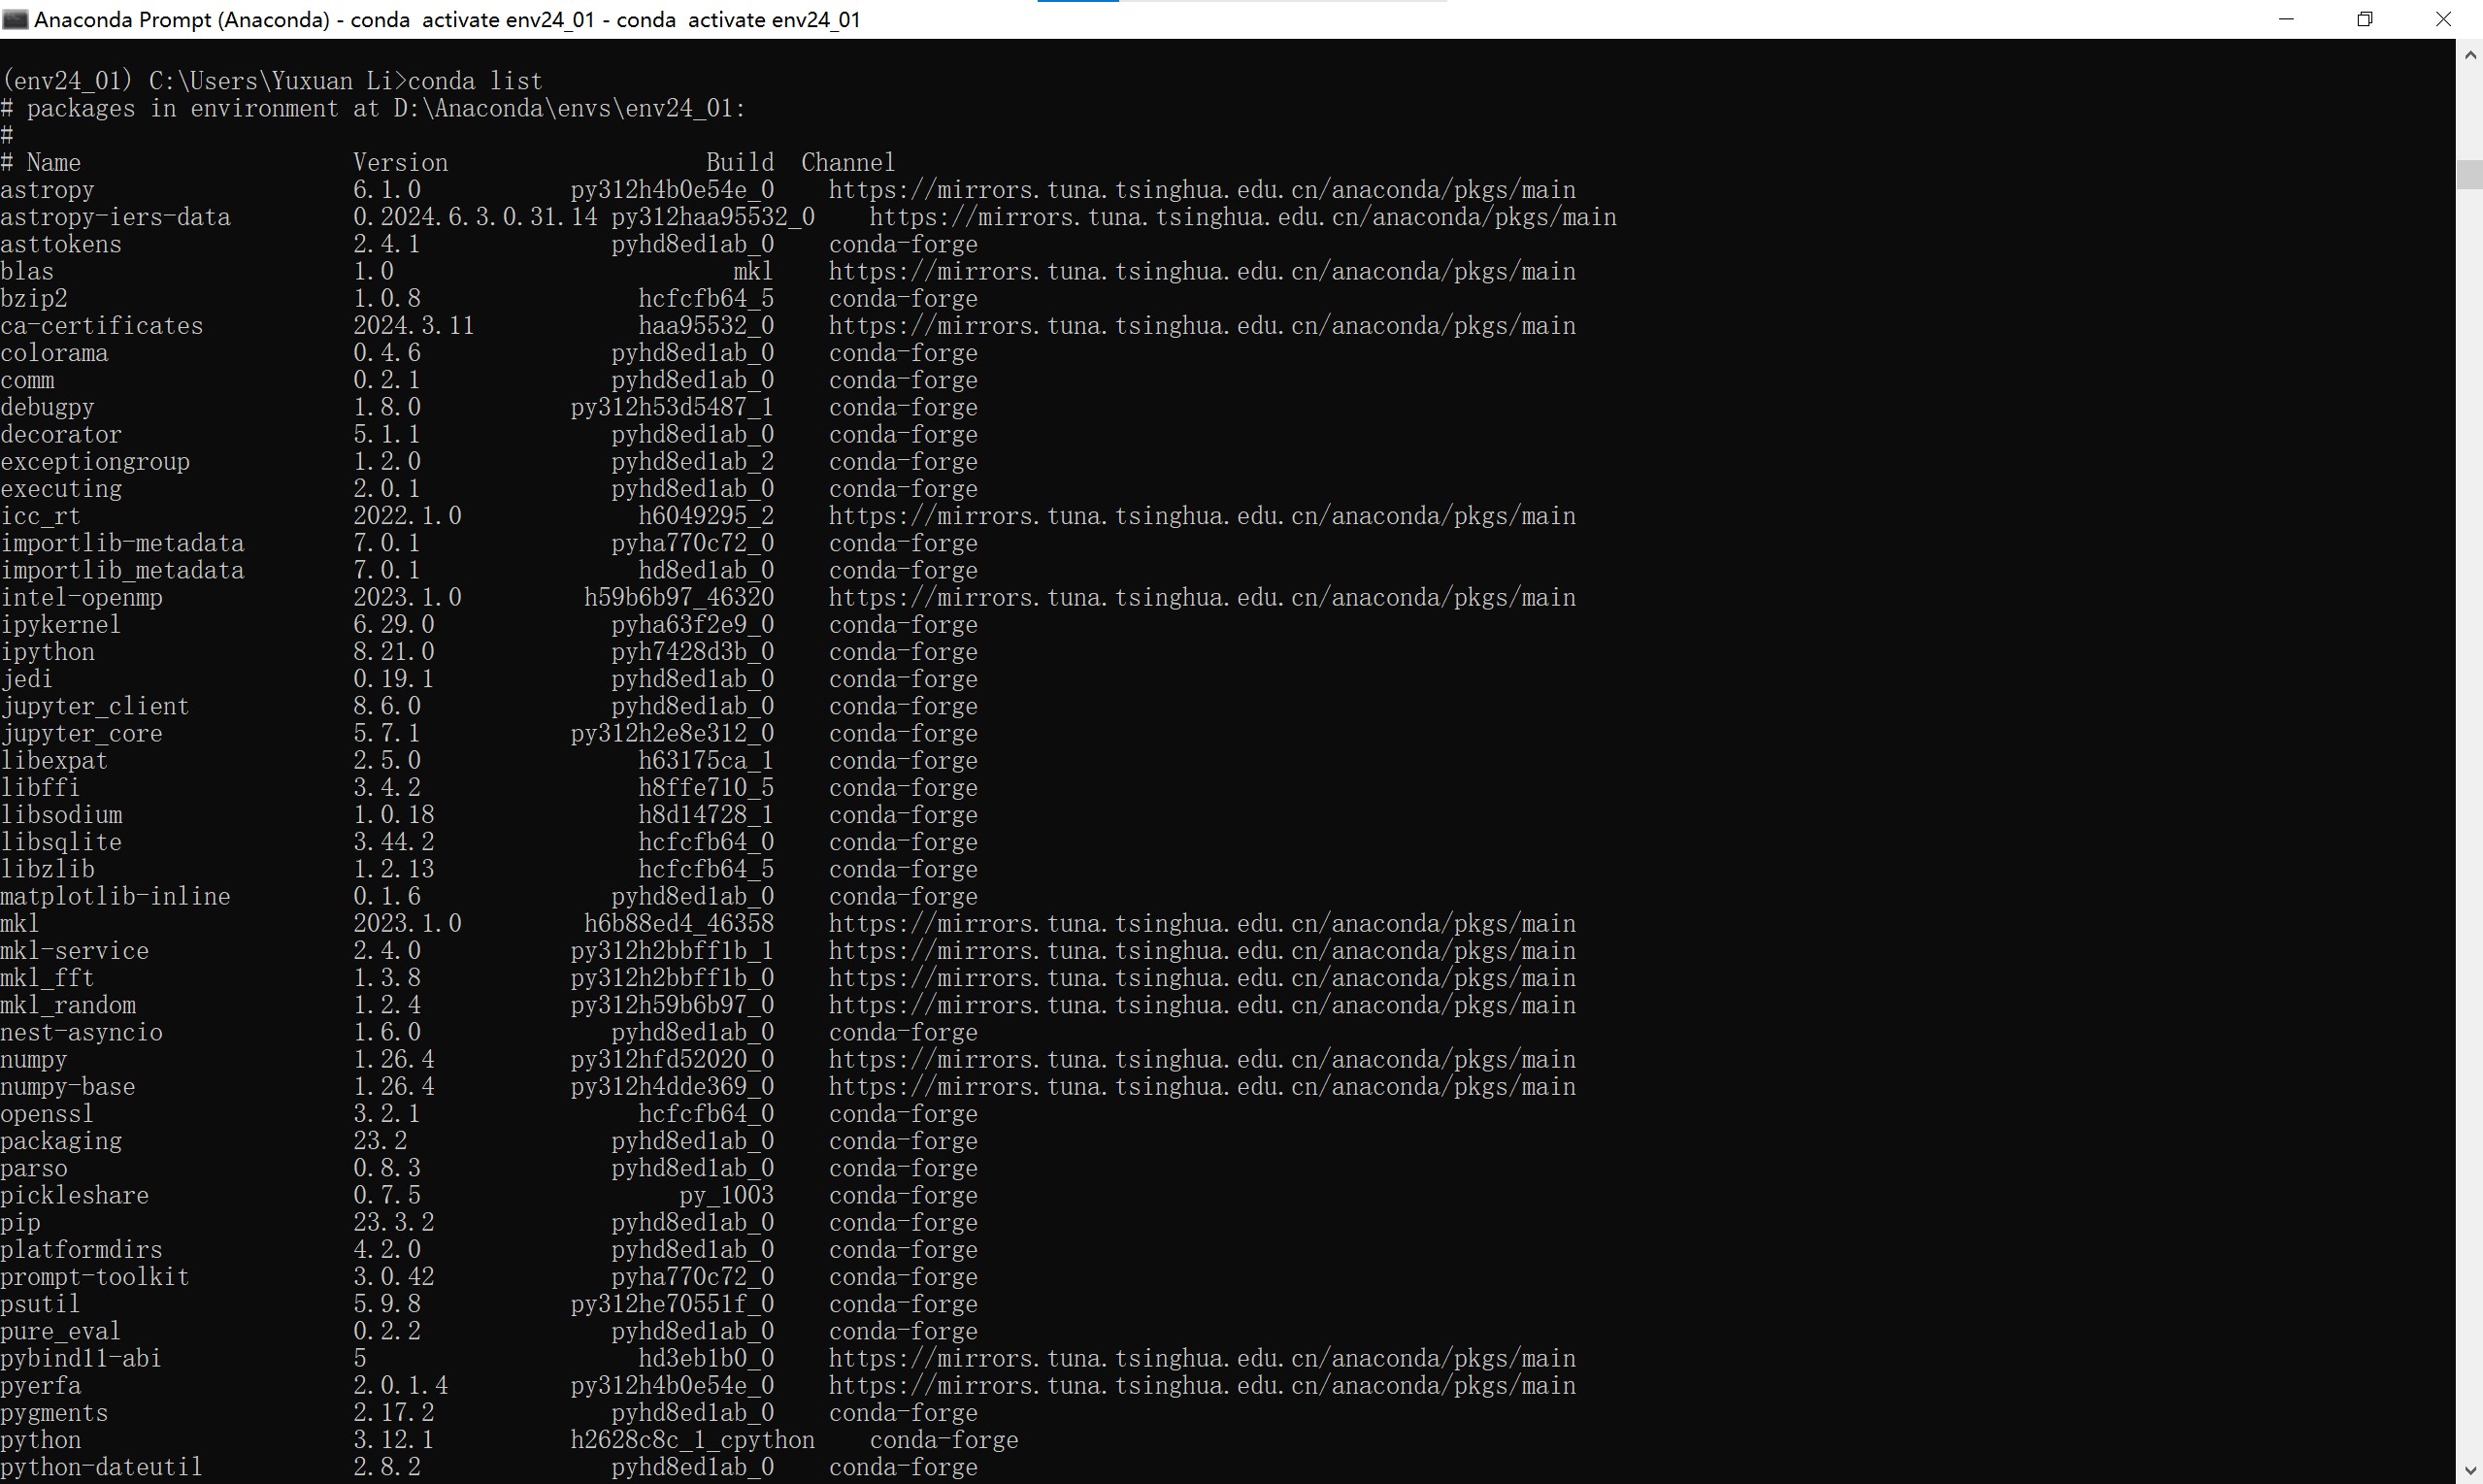 Anaconda Prompt (Anaconda) - conda  activate env24_01 - conda  activate env24_01
(env24_01) C:\Users\Yuxuan Li>conda list
# packages in environment at D:\Anaconda\envs\env24_01:
#
# Name                    Version                   Build  Channel
astropy                   6.1.0           py312h4b0e54e_0    https://mirrors.tuna.tsinghua.edu.cn/anaconda/pkgs/main
astropy-iers-data         0.2024.6.3.0.31.14 py312haa95532_0    https://mirrors.tuna.tsinghua.edu.cn/anaconda/pkgs/main
asttokens                 2.4.1              pyhd8ed1ab_0    conda-forge
blas                      1.0                         mkl    https://mirrors.tuna.tsinghua.edu.cn/anaconda/pkgs/main
bzip2                     1.0.8                hcfcfb64_5    conda-forge
ca-certificates           2024.3.11            haa95532_0    https://mirrors.tuna.tsinghua.edu.cn/anaconda/pkgs/main
colorama                  0.4.6              pyhd8ed1ab_0    conda-forge
comm                      0.2.1              pyhd8ed1ab_0    conda-forge
debugpy                   1.8.0           py312h53d5487_1    conda-forge
decorator                 5.1.1              pyhd8ed1ab_0    conda-forge
exceptiongroup            1.2.0              pyhd8ed1ab_2    conda-forge
executing                 2.0.1              pyhd8ed1ab_0    conda-forge
icc_rt                    2022.1.0             h6049295_2    https://mirrors.tuna.tsinghua.edu.cn/anaconda/pkgs/main
importlib-metadata        7.0.1              pyha770c72_0    conda-forge
importlib_metadata        7.0.1                hd8ed1ab_0    conda-forge
intel-openmp              2023.1.0         h59b6b97_46320    https://mirrors.tuna.tsinghua.edu.cn/anaconda/pkgs/main
ipykernel                 6.29.0             pyha63f2e9_0    conda-forge
ipython                   8.21.0             pyh7428d3b_0    conda-forge
jedi                      0.19.1             pyhd8ed1ab_0    conda-forge
jupyter_client            8.6.0              pyhd8ed1ab_0    conda-forge
jupyter_core              5.7.1           py312h2e8e312_0    conda-forge
libexpat                  2.5.0                h63175ca_1    conda-forge
libffi                    3.4.2                h8ffe710_5    conda-forge
libsodium                 1.0.18               h8d14728_1    conda-forge
libsqlite                 3.44.2               hcfcfb64_0    conda-forge
libzlib                   1.2.13               hcfcfb64_5    conda-forge
matplotlib-inline         0.1.6              pyhd8ed1ab_0    conda-forge
mkl                       2023.1.0         h6b88ed4_46358    https://mirrors.tuna.tsinghua.edu.cn/anaconda/pkgs/main
mkl-service               2.4.0           py312h2bbff1b_1    https://mirrors.tuna.tsinghua.edu.cn/anaconda/pkgs/main
mkl_fft                   1.3.8           py312h2bbff1b_0    https://mirrors.tuna.tsinghua.edu.cn/anaconda/pkgs/main
mkl_random                1.2.4           py312h59b6b97_0    https://mirrors.tuna.tsinghua.edu.cn/anaconda/pkgs/main
nest-asyncio              1.6.0              pyhd8ed1ab_0    conda-forge
numpy                     1.26.4          py312hfd52020_0    https://mirrors.tuna.tsinghua.edu.cn/anaconda/pkgs/main
numpy-base                1.26.4          py312h4dde369_0    https://mirrors.tuna.tsinghua.edu.cn/anaconda/pkgs/main
openssl                   3.2.1                hcfcfb64_0    conda-forge
packaging                 23.2               pyhd8ed1ab_0    conda-forge
parso                     0.8.3              pyhd8ed1ab_0    conda-forge
pickleshare               0.7.5                   py_1003    conda-forge
pip                       23.3.2             pyhd8ed1ab_0    conda-forge
platformdirs              4.2.0              pyhd8ed1ab_0    conda-forge
prompt-toolkit            3.0.42             pyha770c72_0    conda-forge
psutil                    5.9.8           py312he70551f_0    conda-forge
pure_eval                 0.2.2              pyhd8ed1ab_0    conda-forge
pybind11-abi              5                    hd3eb1b0_0    https://mirrors.tuna.tsinghua.edu.cn/anaconda/pkgs/main
pyerfa                    2.0.1.4         py312h4b0e54e_0    https://mirrors.tuna.tsinghua.edu.cn/anaconda/pkgs/main
pygments                  2.17.2             pyhd8ed1ab_0    conda-forge
python                    3.12.1          h2628c8c_1_cpython    conda-forge
python-dateutil           2.8.2              pyhd8ed1ab_0    conda-forge